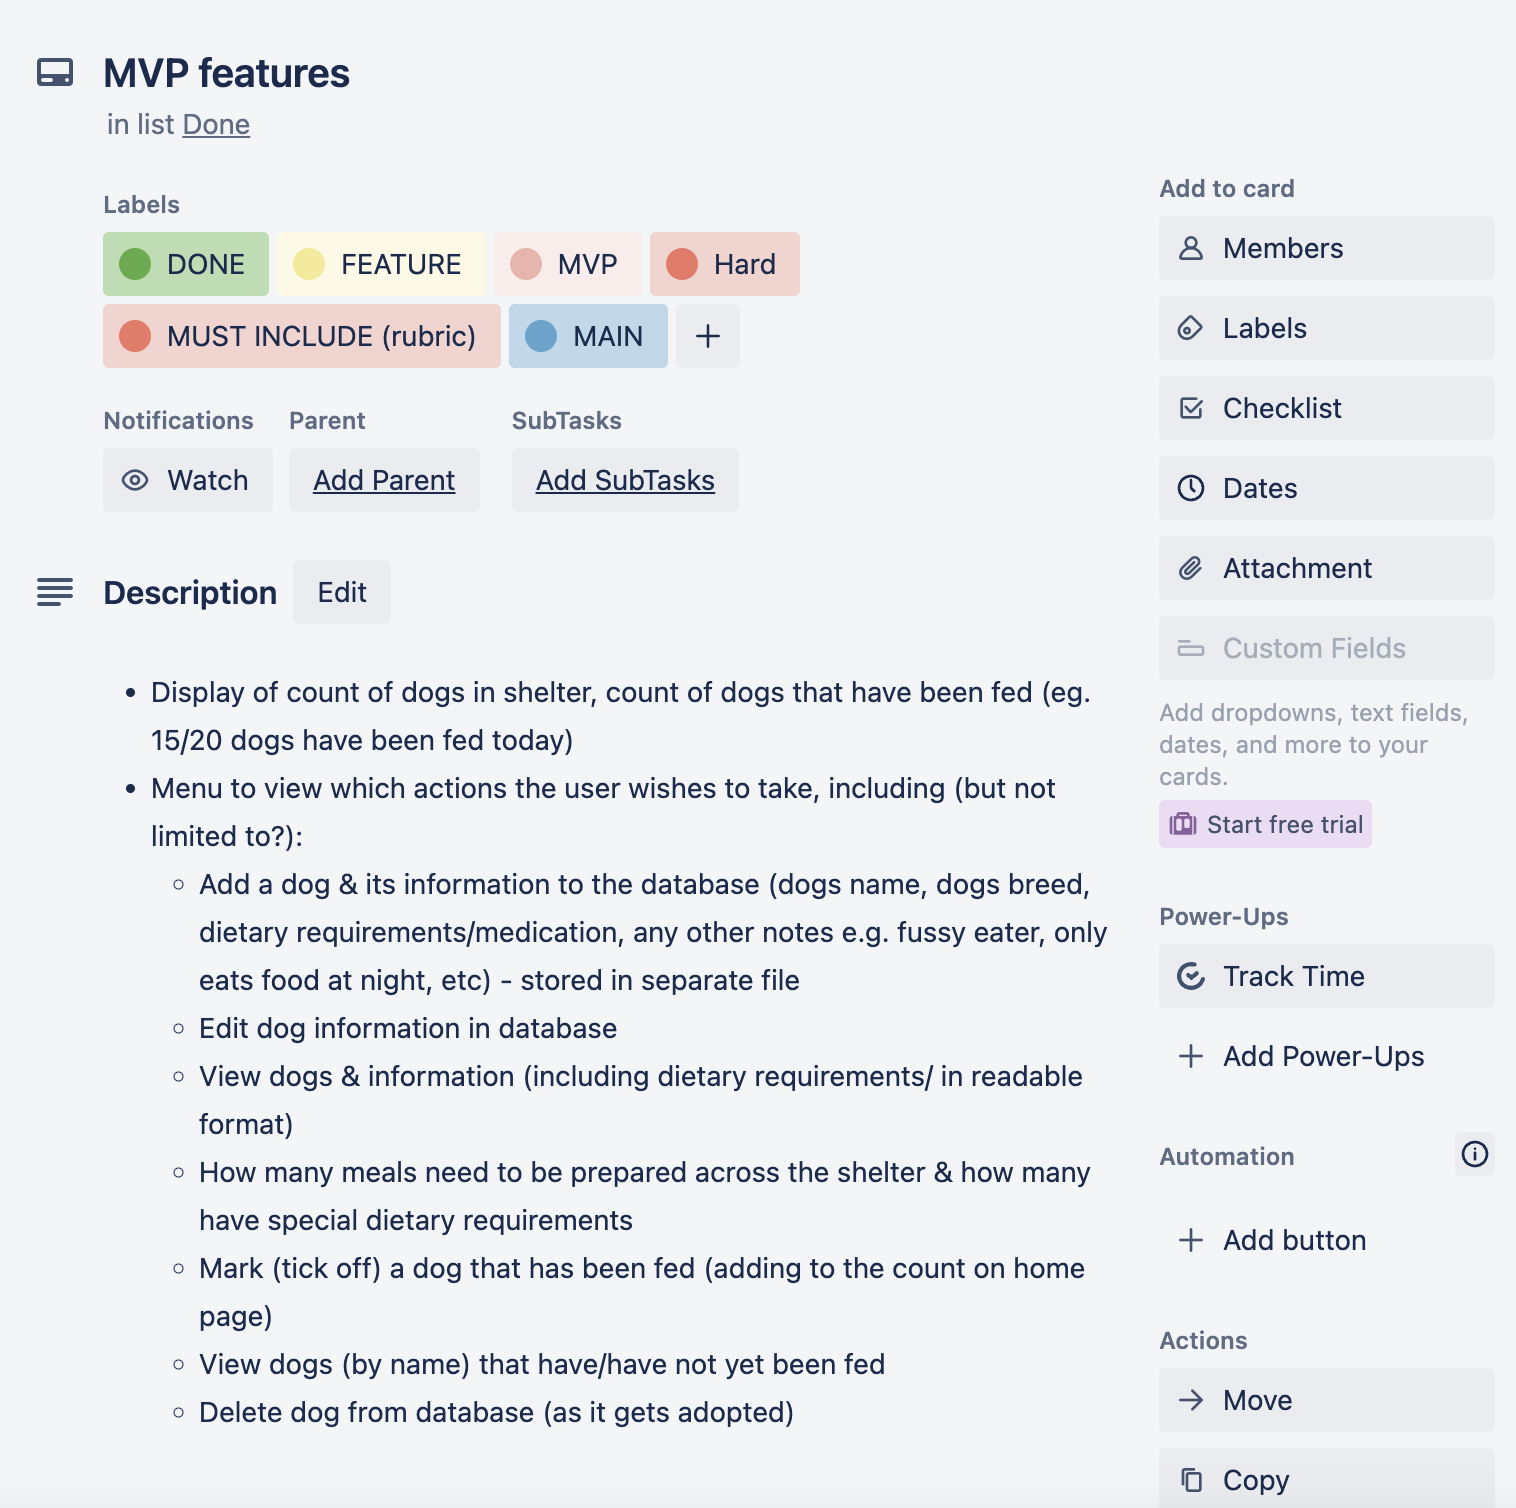 MVP features
in list Done
Labels
DONE
FEATURE
MVP
Hard
MUST INCLUDE (rubric)
MAIN
Notifications
Parent
SubTasks
Watch
Add Parent
Add SubTasks
Description
Edit
• Display of count of dogs in shelter, count of dogs that have been fed (eg.
15/20 dogs have been fed today)
• Menu to view which actions the user wishes to take, including (but not
limited to?):
◦ Add a dog & its information to the database (dogs name, dogs breed,
dietary requirements/medication, any other notes e.g. fussy eater, only
eats food at night, etc) - stored in separate file
◦ Edit dog information in database
◦ View dogs & information (including dietary requirements/ in readable
format)
◦ How many meals need to be prepared across the shelter & how many
have special dietary requirements
◦ Mark (tick off) a dog that has been fed (adding to the count on home
page)
◦ View dogs (by name) that have/have not yet been fed
◦ Delete dog from database (as it gets adopted)
Add to card
Members
Labels
Checklist
Dates
Attachment
Custom Fields
Add dropdowns, text fields,
dates, and more to your
cards.
Start free trial
Power-Ups
Track Time
Add Power-Ups
Automation
Add button
Actions
Move
Copy